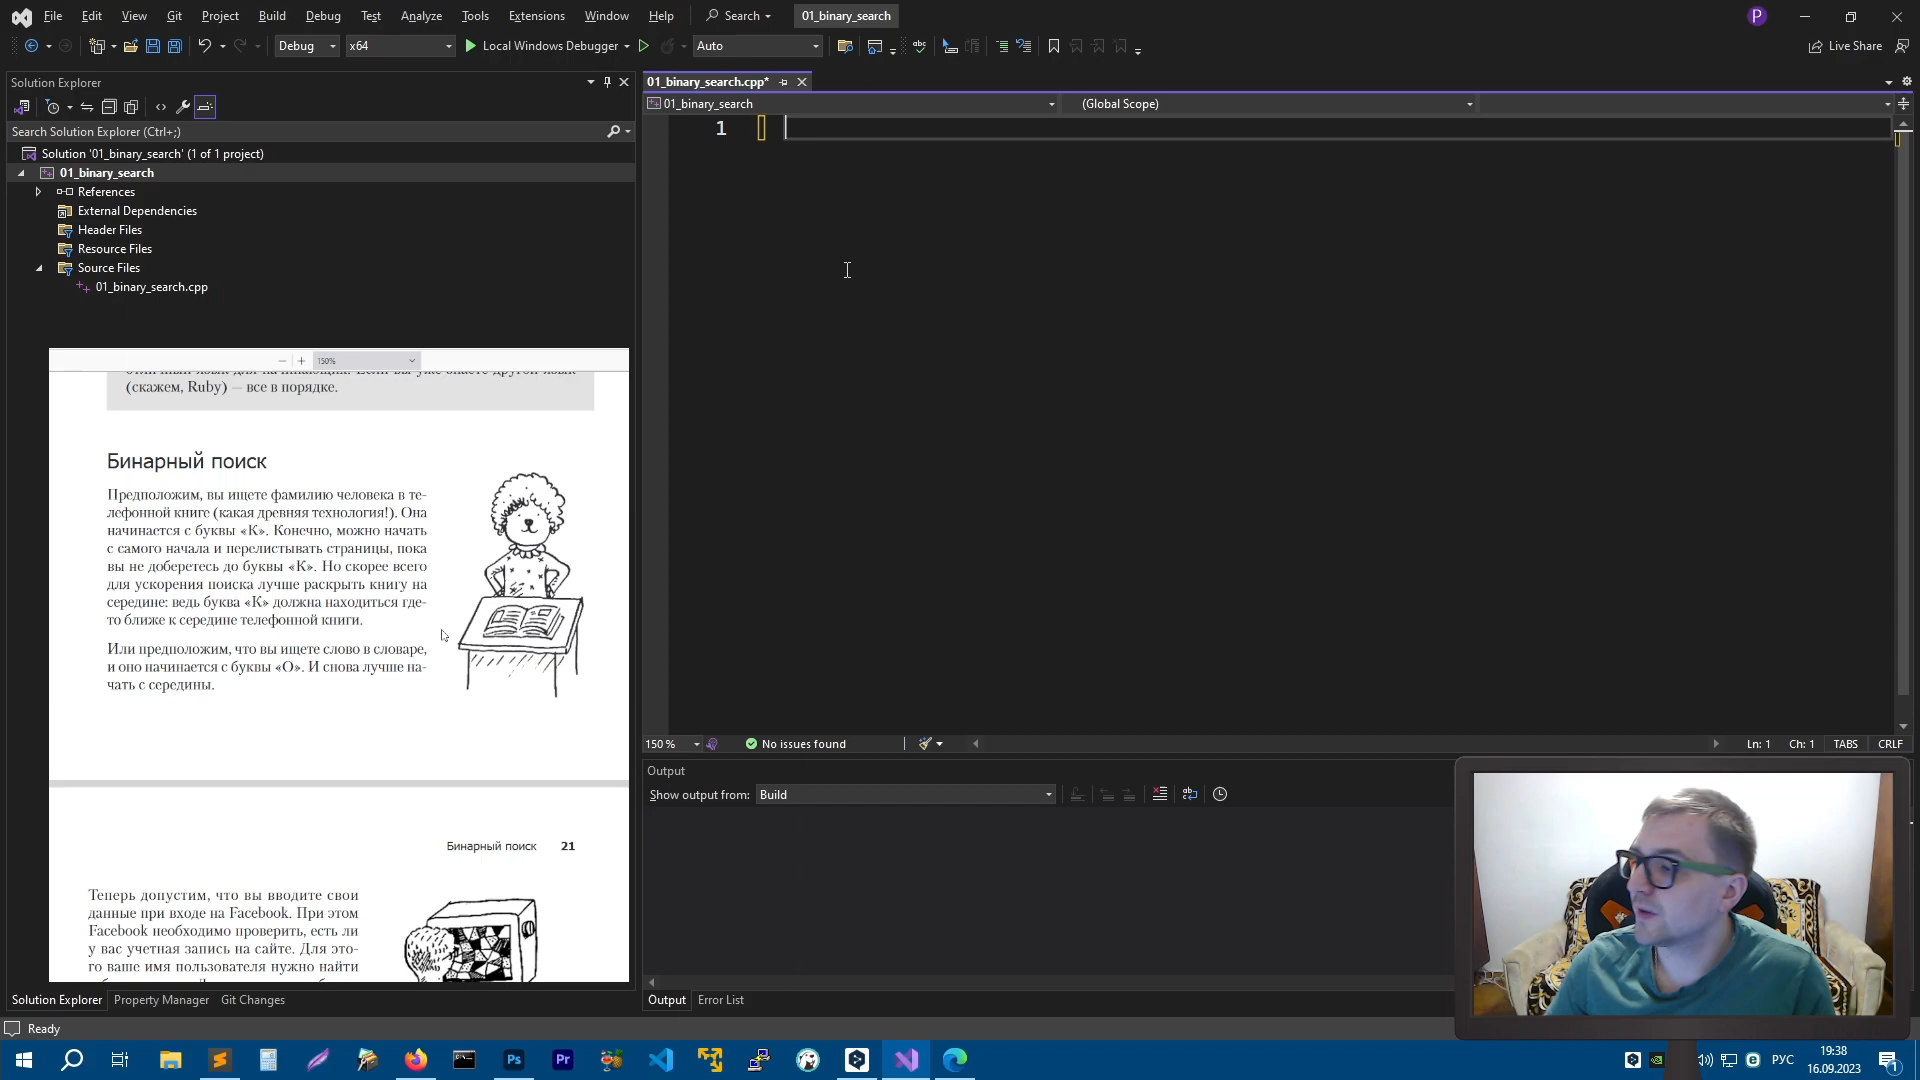 File Edit View Git Project Build Debug Test Analyze Tools Extensions Window Help Search 01_binary_search P
Debug x64 Local Windows Debugger Auto Live Share
Solution Explorer
Search Solution Explorer (Ctrl+;)
Solution '01_binary_search' (1 of 1 project)
01_binary_search
References
External Dependencies
Header Files
Resource Files
Source Files
01_binary_search.cpp
01_binary_search.cpp*
01_binary_search (Global Scope)
1
150%
(скажем, Ruby) — все в порядке.
Бинарный поиск
Предположим, вы ищете фамилию человека в те-
лефонной книге (какая древняя технология!). Она
начинается с буквы «К». Конечно, можно начать
с самого начала и перелистывать страницы, пока
вы не доберетесь до буквы «К». Но скорее всего
для ускорения поиска лучше раскрыть книгу на
середине: ведь буква «К» должна находиться где-
то ближе к середине телефонной книги.
Или предположим, что вы ищете слово в словаре,
и оно начинается с буквы «О». И снова лучше на-
чать с середины.
Бинарный поиск 21
Теперь допустим, что вы вводите свои
данные при входе на Facebook. При этом
Facebook необходимо проверить, есть ли
у вас учетная запись на сайте. Для это-
го ваше имя пользователя нужно найти
150 % No issues found Ln: 1 Ch: 1 TABS CRLF
Output
Show output from: Build
Solution Explorer Property Manager Git Changes
Output Error List
Ready
Ps Pr РУС 19:38
16.09.2023 1